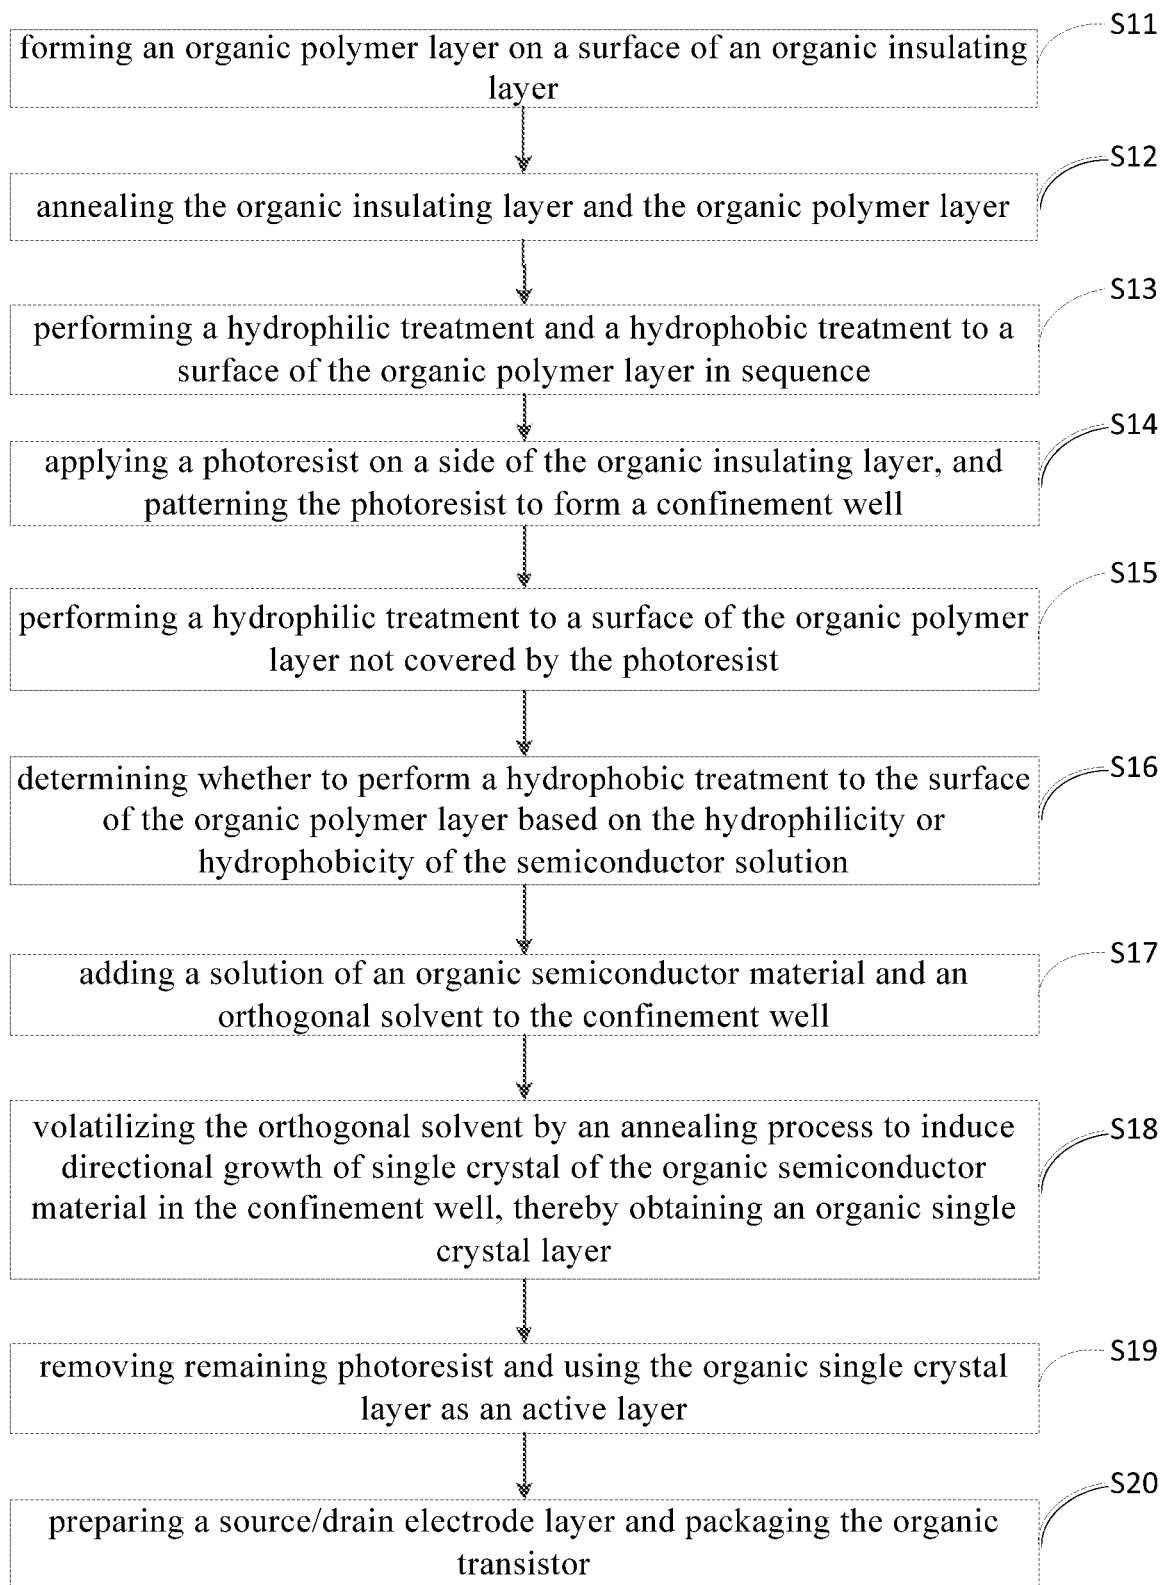 S11
forming an organic polymer layer on a surface of an organic insulating
layer
S12
annealing the organic insulating layer and the organic polymer layer
S13
performing a hydrophilic treatment and a hydrophobic treatment to a
surface of the organic polymer layer in sequence
S14
applying a photoresist on a side of the organic insulating layer, and
patterning the photoresist to form a confinement well
S15
performing a hydrophilic treatment to a surface of the organic polymer
layer not covered by the photoresist
S16
determining whether to perform a hydrophobic treatment to the surface
of the organic polymer layer based on the hydrophilicity or
hydrophobicity of the semiconductor solution
S17
adding a solution of an organic semiconductor material and an
orthogonal solvent to the confinement well
S18
volatilizing the orthogonal solvent by an annealing process to induce
directional growth of single crystal of the organic semiconductor
material in the confinement well, thereby obtaining an organic single
crystal layer
S19
removing remaining photoresist and using the organic single crystal
layer as an active layer
S20
preparing a source/drain electrode layer and packaging the organic
transistor